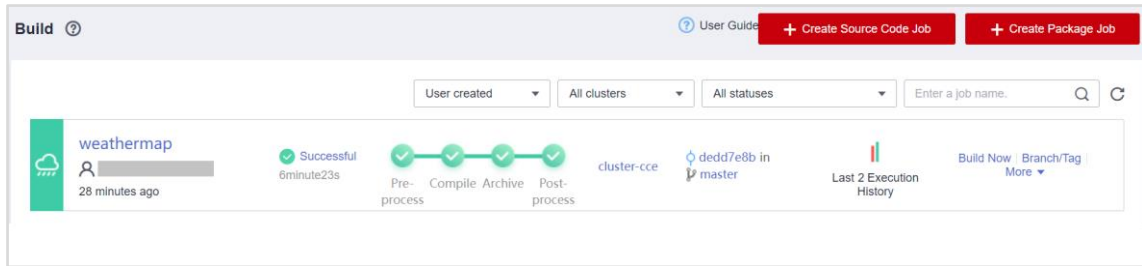 Build
User Guide
+ Create Source Code Job
+ Create Package Job
User created
All clusters
All statuses
Enter a job name.
weathermap
28 minutes ago
Successful
6minute23s
Pre-
process
Compile
Archive
Post-
process
cluster-cce
dedd7e8b in
master
Last 2 Execution
History
Build Now | Branch/Tag
More